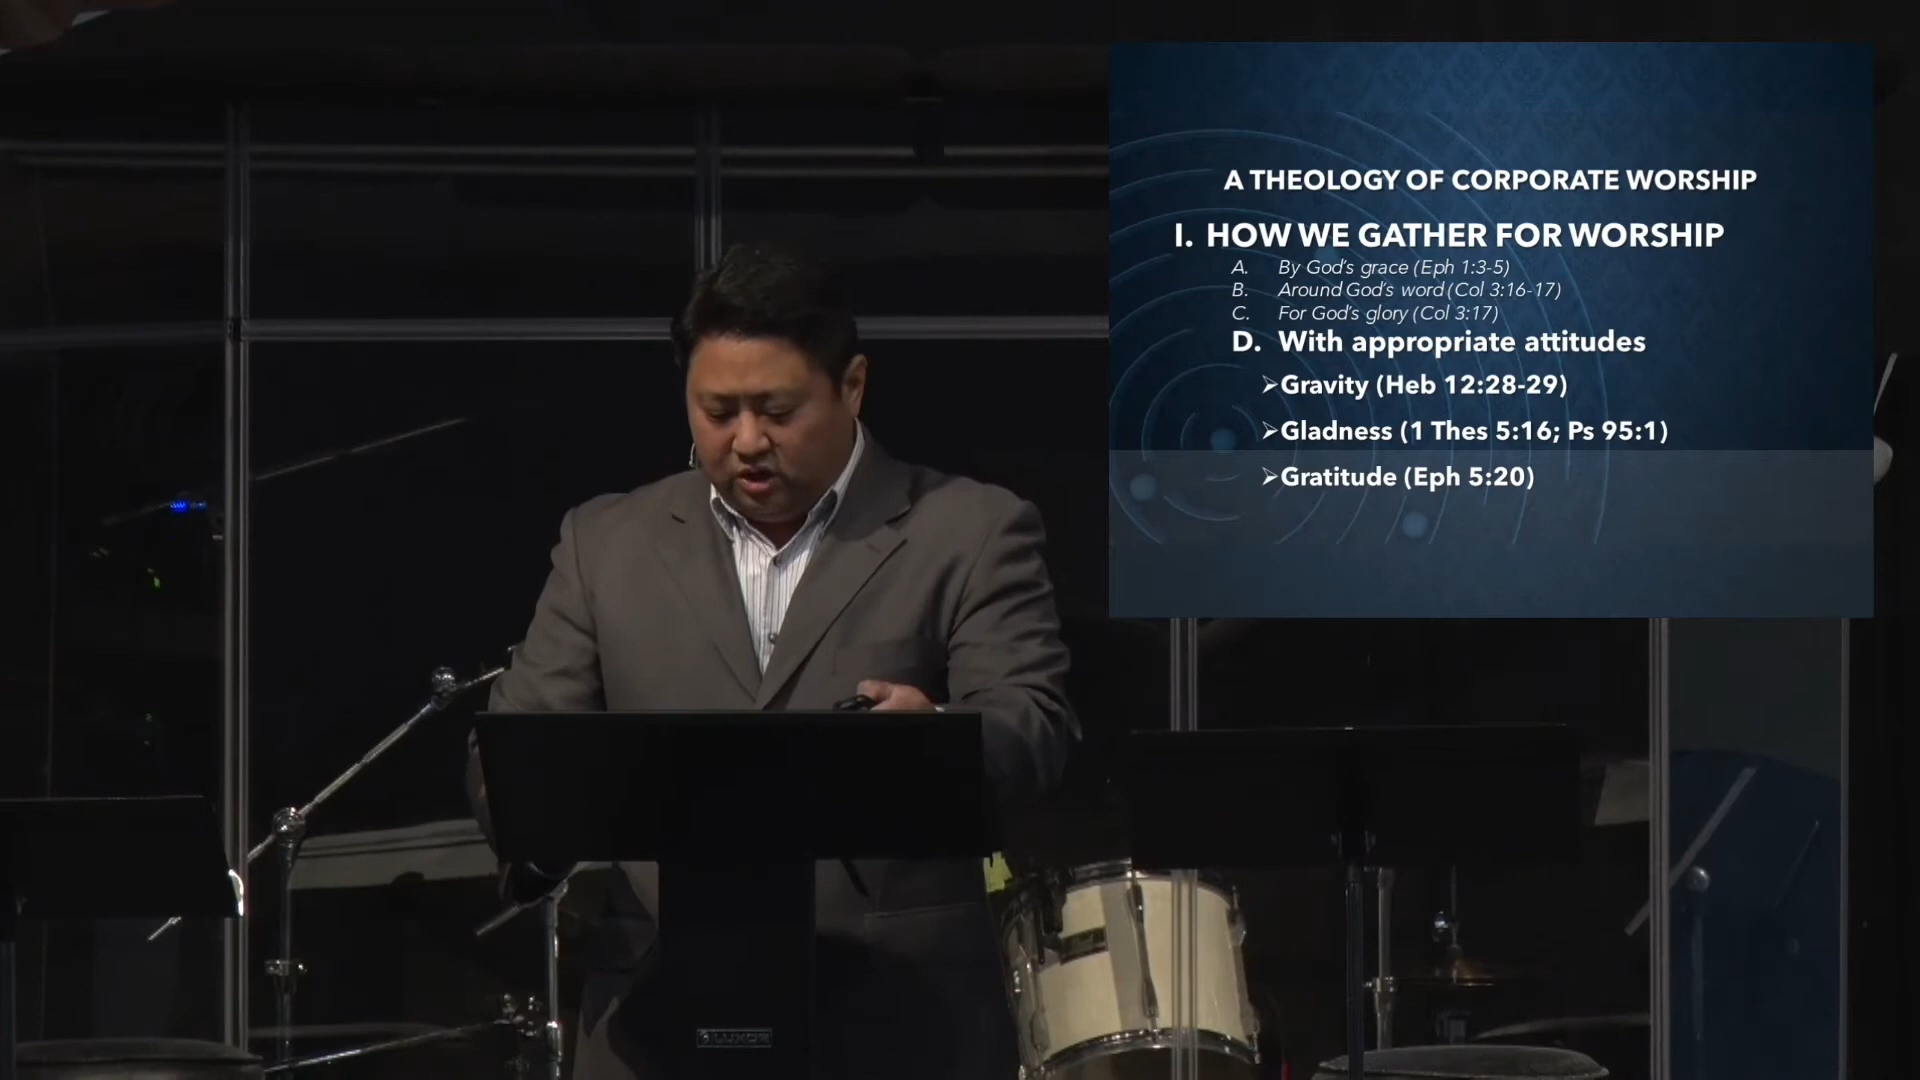 A THEOLOGY OF CORPORATE WORSHIP
I. HOW WE GATHER FOR WORSHIP
A. By God's grace (Eph 1:3-5)
B. Around God's word (Col 3:16-17)
C. For God's glory (Col 3:17)
D. With appropriate attitudes
➢Gravity (Heb 12:28-29)
➢Gladness (1 Thes 5:16; Ps 95:1)
➢Gratitude (Eph 5:20)
LUXOR